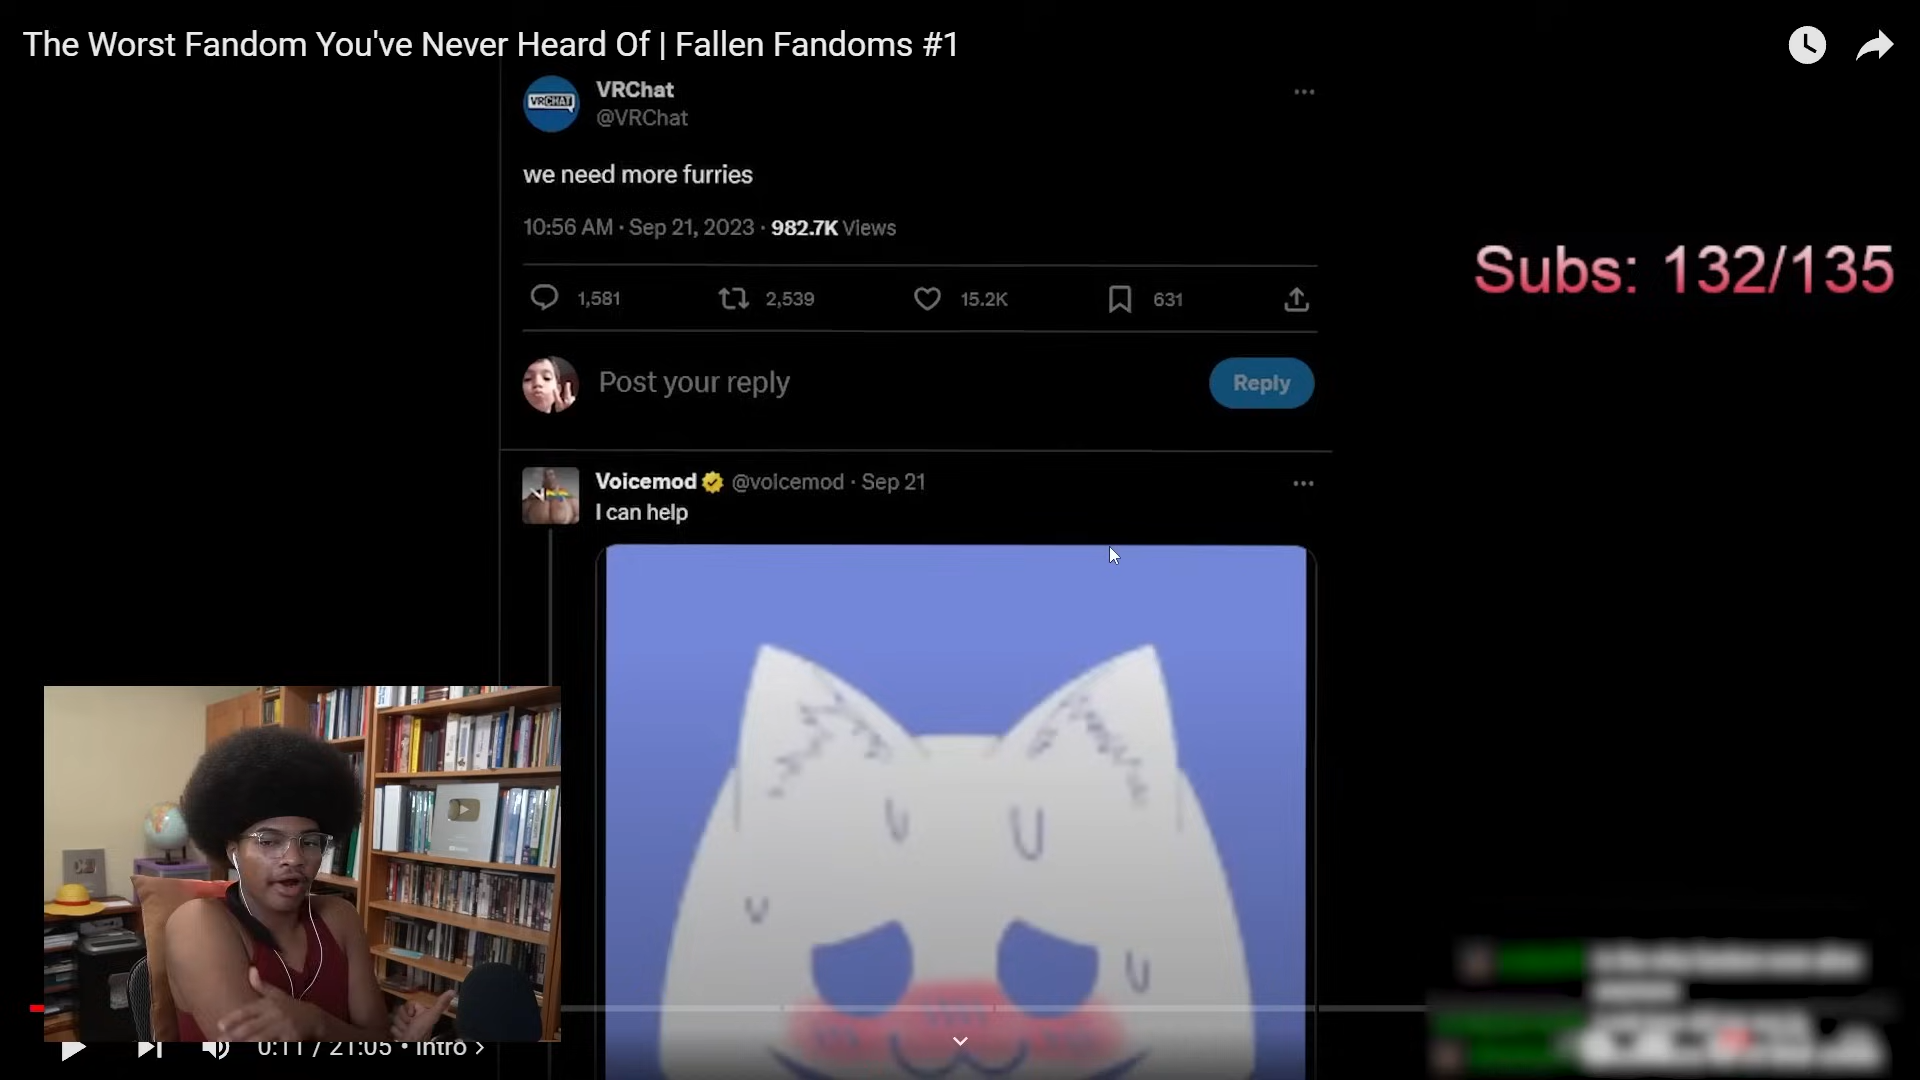 The Worst Fandom You've Never Heard Of | Fallen Fandoms #1
VRCHAT
VRChat
@VRChat
we need more furries
10:56 AM · Sep 21, 2023 · 982.7K Views
1,581 2,539 15.2K 631
Subs: 132/135
Post your reply
Reply
Voicemod @voicemod · Sep 21
I can help
0:11 / 21:05 • Intro >